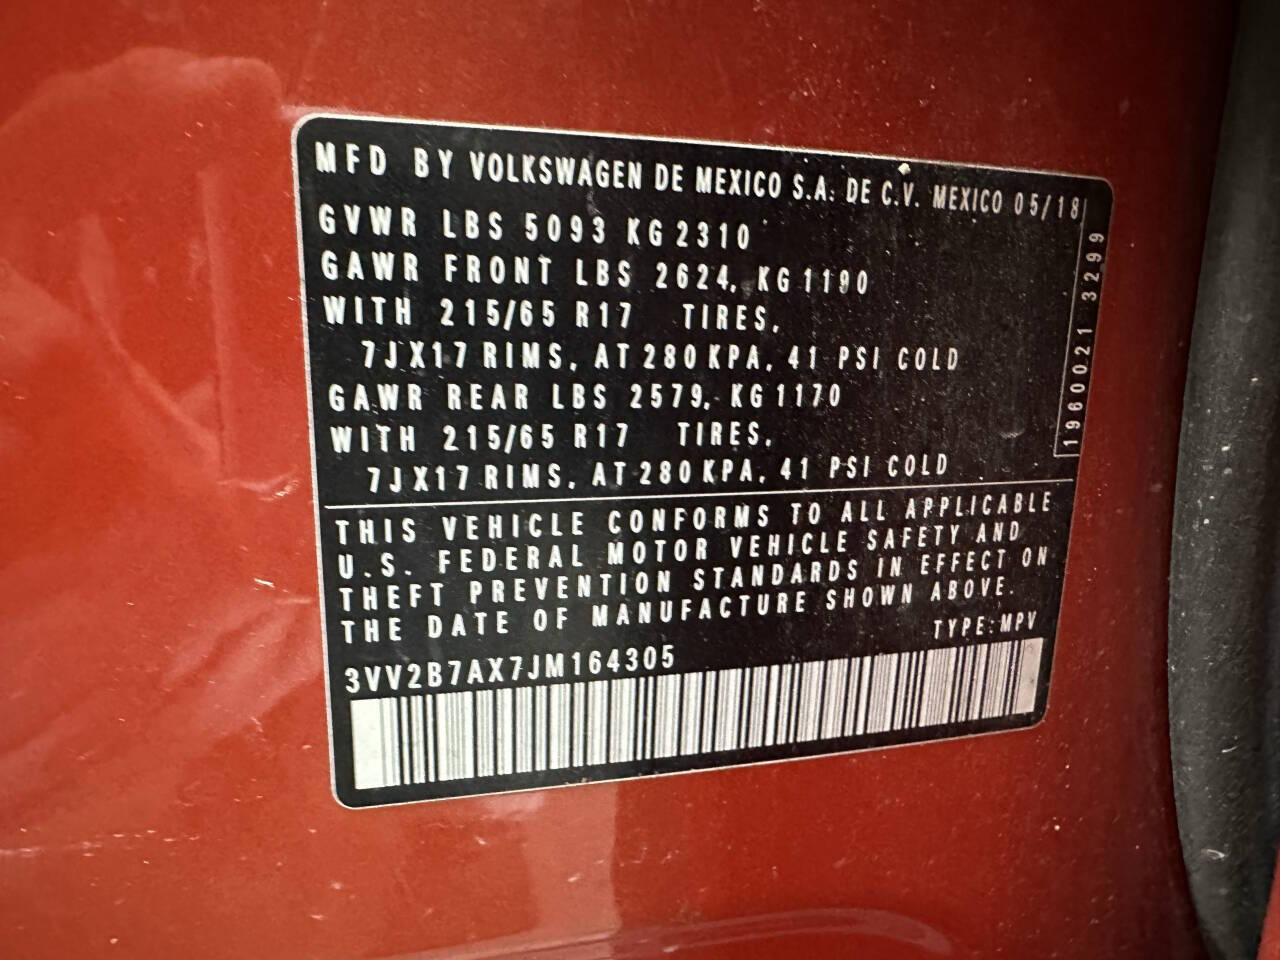 MFD BY VOLKSWAGEN DE MEXICO S.A. DE C.V. MEXICO 05/18
GVWR LBS 5093 KG 2310
GAWR FRONT LBS 2624, KG 1190
WITH 215/65 R17 TIRES,
7JX17 RIMS, AT 280 KPA, 41 PSI COLD
GAWR REAR LBS 2579, KG 1170
WITH 215/65 R17 TIRES,
7JX17 RIMS, AT 280 KPA, 41 PSI COLD
1960021 3299
THIS VEHICLE CONFORMS TO ALL APPLICABLE
U.S. FEDERAL MOTOR VEHICLE SAFETY AND
THEFT PREVENTION STANDARDS IN EFFECT ON
THE DATE OF MANUFACTURE SHOWN ABOVE.
TYPE: MPV
3VV2B7AX7JM164305